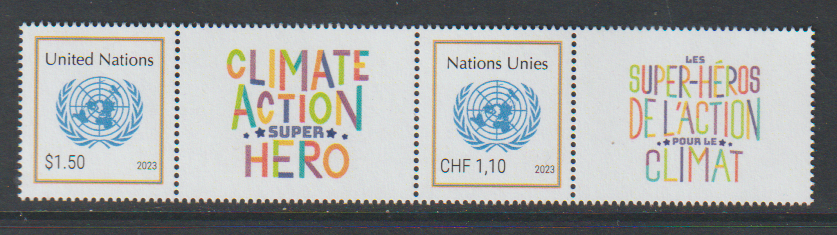 United Nations
$1.50
2023
CLIMATE
ACTION
SUPER
HERO
Nations Unies
CHF 1,10
2023
LES
SUPER-HÉROS
DE L'ACTION
POUR LE
CLIMAT